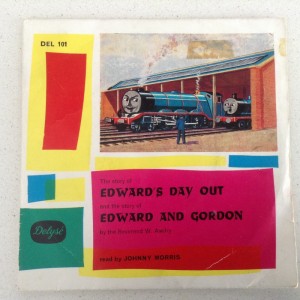 DEL 101
The story of
EDWARD'S DAY OUT
and the story of
EDWARD AND GORDON
by the Reverend W. Awdry
Delysé
read by JOHNNY MORRIS